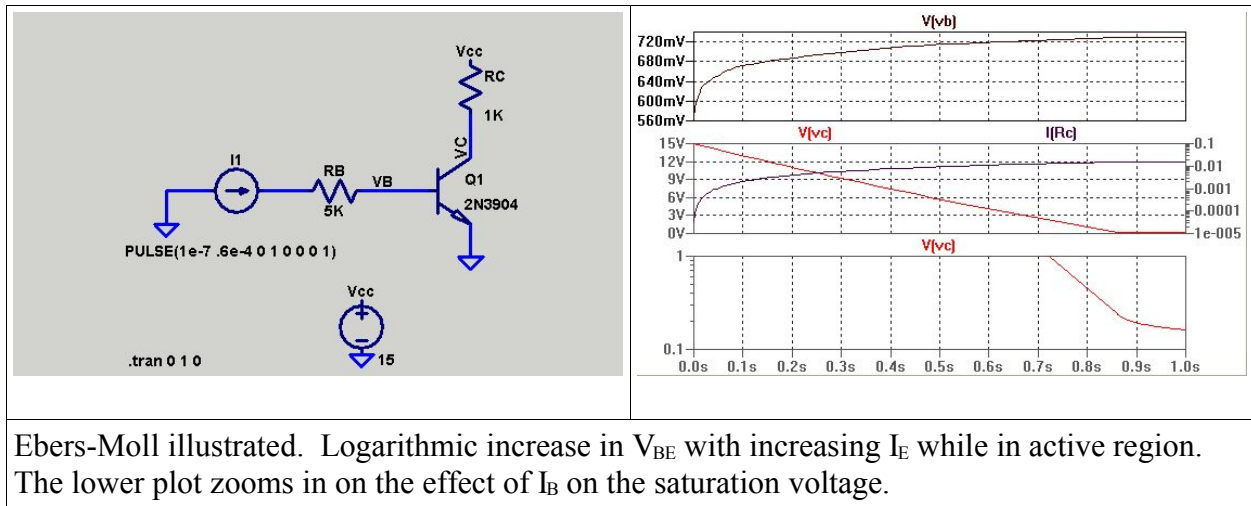 Vcc
RC
1K
VC
I1
RB
VB
Q1
5K
2N3904
PULSE(1e-7 .6e-4 0 1 0 0 0 1)
Vcc
.tran 0 1 0
15
V(vb)
720mV
680mV
640mV
600mV
560mV
V(vc) I(Rc)
15V 0.1
12V 0.01
9V 0.001
6V 0.0001
3V
0V 1e-005
V(vc)
1
0.1
0.0s 0.1s 0.2s 0.3s 0.4s 0.5s 0.6s 0.7s 0.8s 0.9s 1.0s
Ebers-Moll illustrated. Logarithmic increase in VBE with increasing IE while in active region.
The lower plot zooms in on the effect of IB on the saturation voltage.